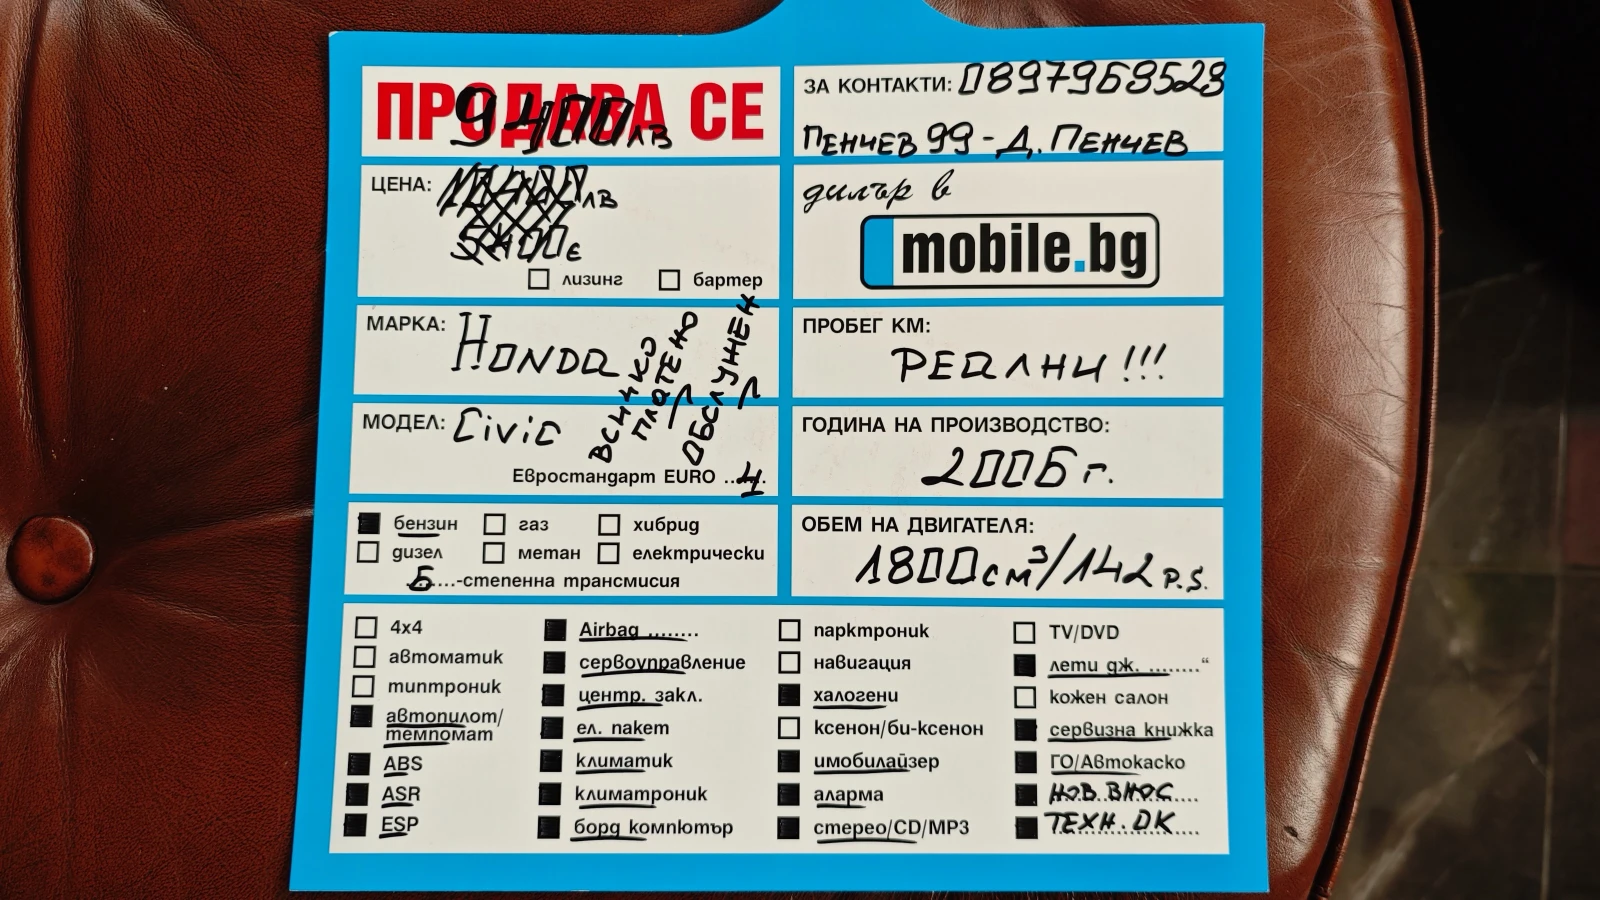 ПРОДАВА СЕ
9400лв
ЦЕНА:
лв
5400€
лизинг бартер
МАРКА: HONDA
МОДЕЛ: Civic
ВСИЧКО
ПЛАТЕНО
ОБСЛУЖЕН
Евростандарт EURO ..4..
бензин газ хибрид
дизел метан електрически
..6....-степенна трансмисия
ЗА КОНТАКТИ: 0897969529
ПЕНЧЕВ 99 - Д. ПЕНЧЕВ
дилър в
mobile.bg
ПРОБЕГ КМ:
РЕАЛНИ!!!
ГОДИНА НА ПРОИЗВОДСТВО:
2006г.
ОБЕМ НА ДВИГАТЕЛЯ:
1800см³/142 P.S.
4x4
автоматик
типтроник
автопилот/
темпомат
ABS
ASR
ESP
Airbag ........
сервоуправление
центр. закл.
ел. пакет
климатик
климатроник
борд компютър
парктроник
навигация
халогени
ксенон/би-ксенон
имобилайзер
аларма
стерео/CD/MP3
TV/DVD
лети дж. ........“
кожен салон
сервизна книжка
ГО/Автокаско
НОВ ВНОС
ТЕХН. ОК